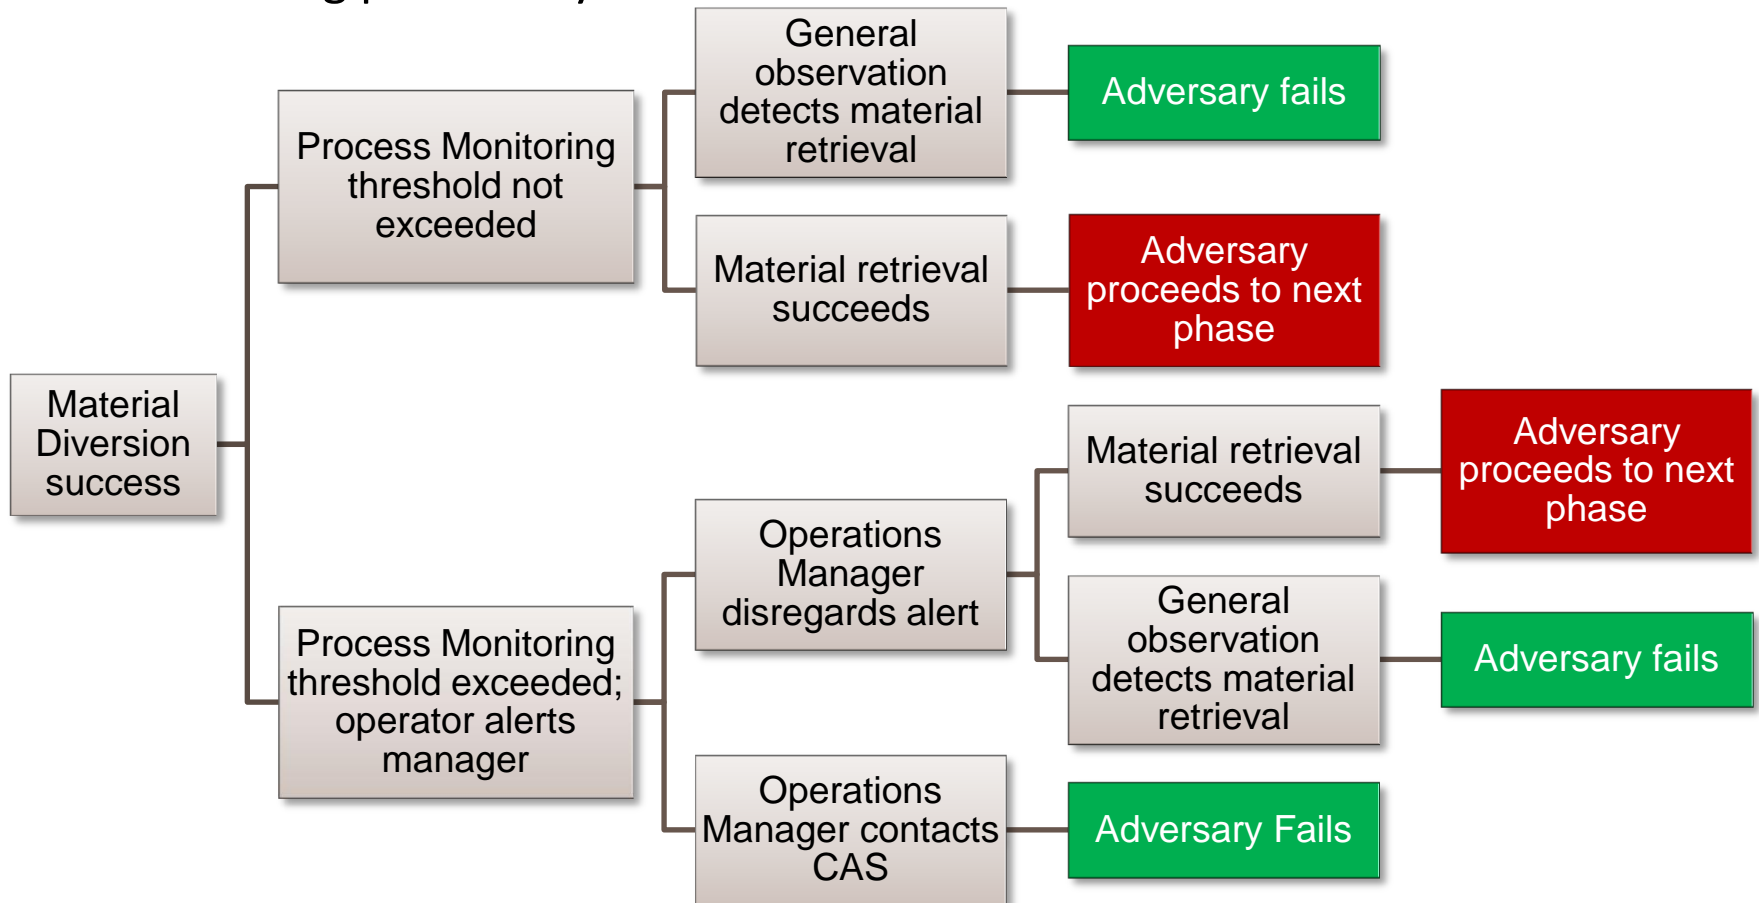 General
observation
detects material
retrieval
Adversary fails
Process Monitoring
threshold not
exceeded
Material retrieval
succeeds
Adversary
proceeds to next
phase
Material
Diversion
success
Process Monitoring
threshold exceeded;
operator alerts
manager
Operations
Manager
disregards alert
Material retrieval
succeeds
Adversary
proceeds to next
phase
General
observation
detects material
retrieval
Adversary fails
Operations
Manager contacts
CAS
Adversary Fails